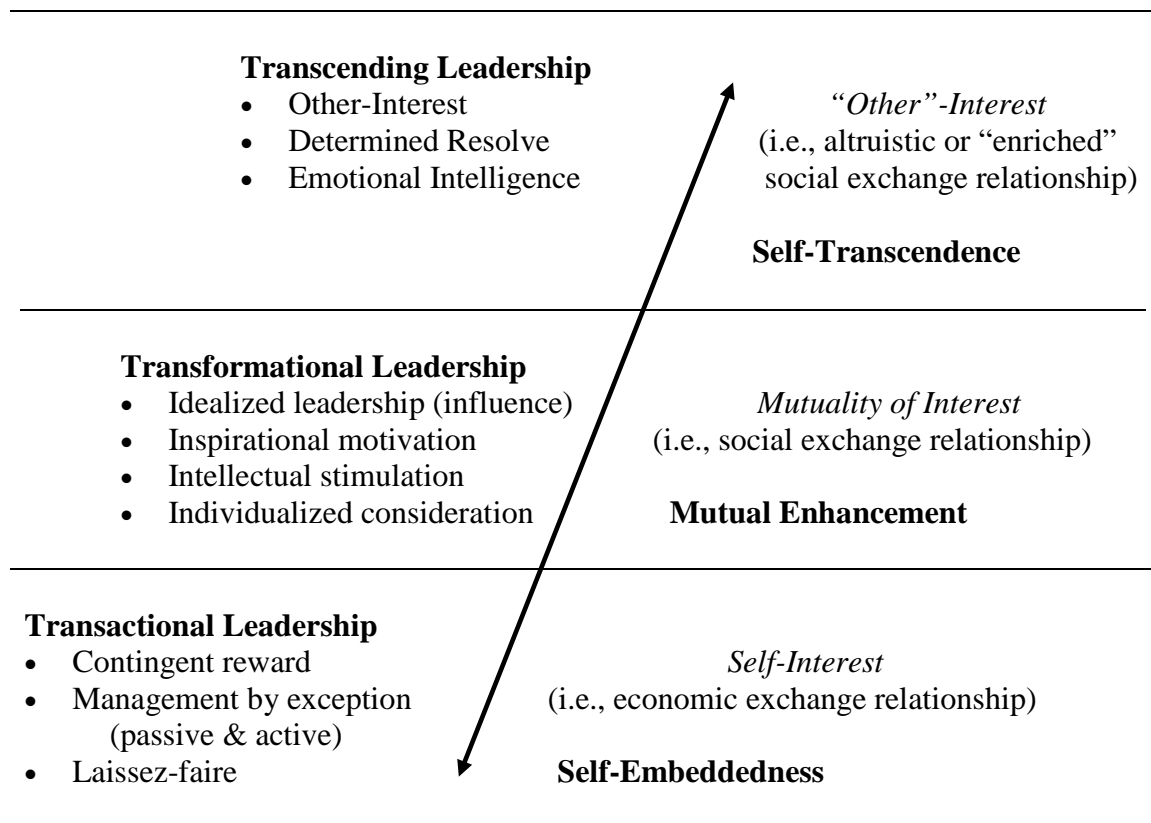 Transcending Leadership
• Other-Interest
• Determined Resolve
• Emotional Intelligence
“Other”-Interest
(i.e., altruistic or “enriched”
social exchange relationship)
Self-Transcendence
Transformational Leadership
• Idealized leadership (influence)
• Inspirational motivation
• Intellectual stimulation
• Individualized consideration
Mutuality of Interest
(i.e., social exchange relationship)
Mutual Enhancement
Transactional Leadership
• Contingent reward
• Management by exception
(passive & active)
• Laissez-faire
Self-Interest
(i.e., economic exchange relationship)
Self-Embeddedness